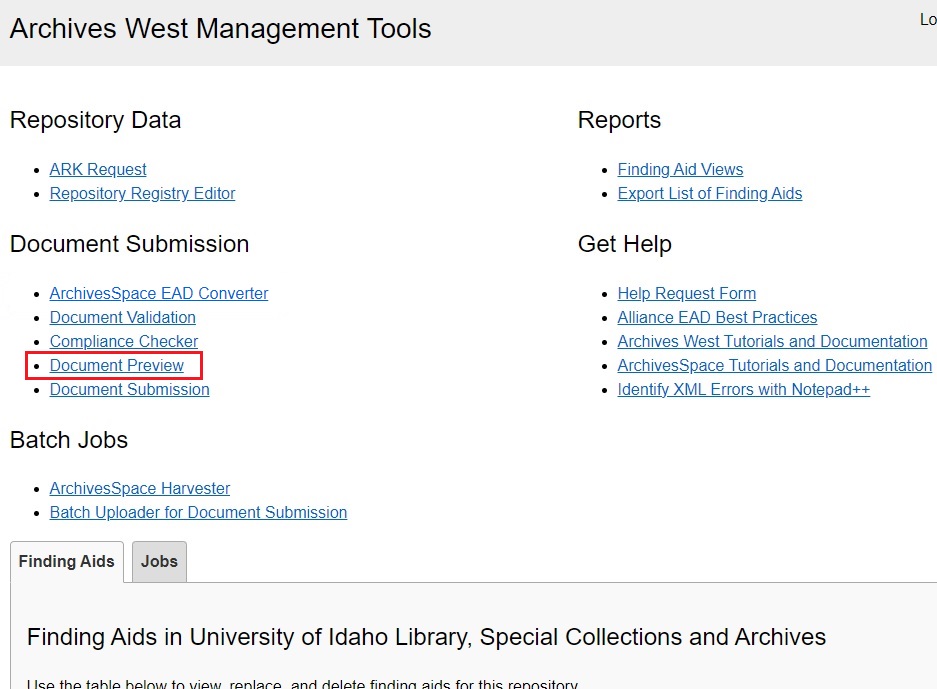 Archives West Management Tools
Lo
Repository Data
ARK Request
Repository Registry Editor
Document Submission
ArchivesSpace EAD Converter
Document Validation
Compliance Checker
Document Preview
Document Submission
Batch Jobs
ArchivesSpace Harvester
Batch Uploader for Document Submission
Reports
Finding Aid Views
Export List of Finding Aids
Get Help
Help Request Form
Alliance EAD Best Practices
Archives West Tutorials and Documentation
ArchivesSpace Tutorials and Documentation
Identify XML Errors with Notepad++
Finding Aids
Jobs
Finding Aids in University of Idaho Library, Special Collections and Archives
Use the table below to view, replace, and delete finding aids for this repository.